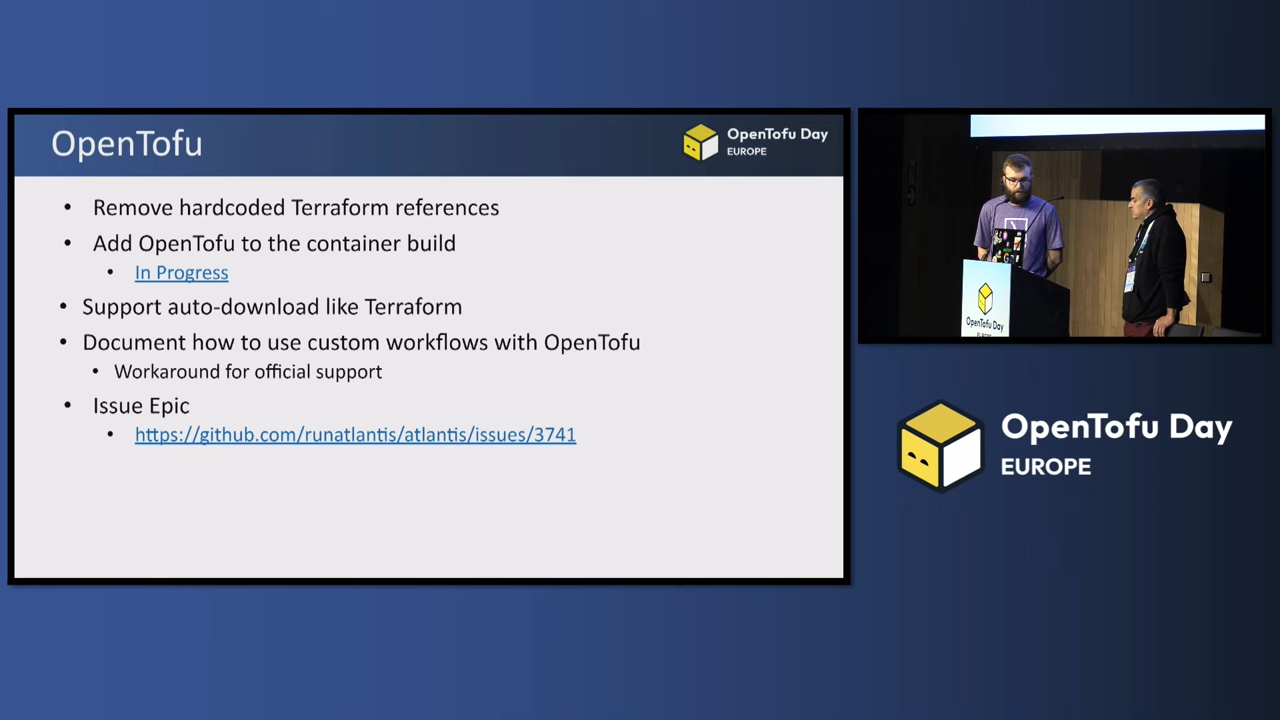 OpenTofu
OpenTofu Day
EUROPE
Remove hardcoded Terraform references
Add OpenTofu to the container build
In Progress
Support auto-download like Terraform
Document how to use custom workflows with OpenTofu
Workaround for official support
Issue Epic
https://github.com/runatlantis/atlantis/issues/3741
OpenTofu Day
OpenTofu Day
EUROPE